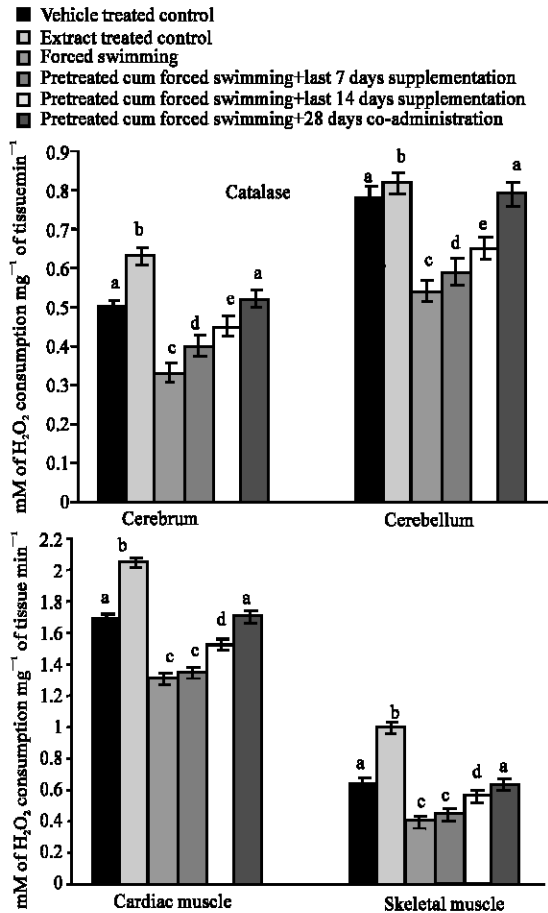 Vehicle treated control
Extract treated control
Forced swimming
Pretreated cum forced swimming+last 7 days supplementation
Pretreated cum forced swimming+last 14 days supplementation
Pretreated cum forced swimming+28 days co-administration
mM of H₂O₂ consumption mg⁻¹ of tissuemin⁻¹
0.9
0.8
0.7
0.6
0.5
0.4
0.3
0.2
0.1
0
Catalase
a
b
c
d
e
a
a
b
c
d
e
a
Cerebrum
Cerebellum
mM of H₂O₂ consumption mg⁻¹ of tissue min⁻¹
2.2
2
1.8
1.6
1.4
1.2
1
0.8
0.6
0.4
0.2
0
a
b
c
c
d
a
a
b
c
c
d
a
Cardiac muscle
Skeletal muscle